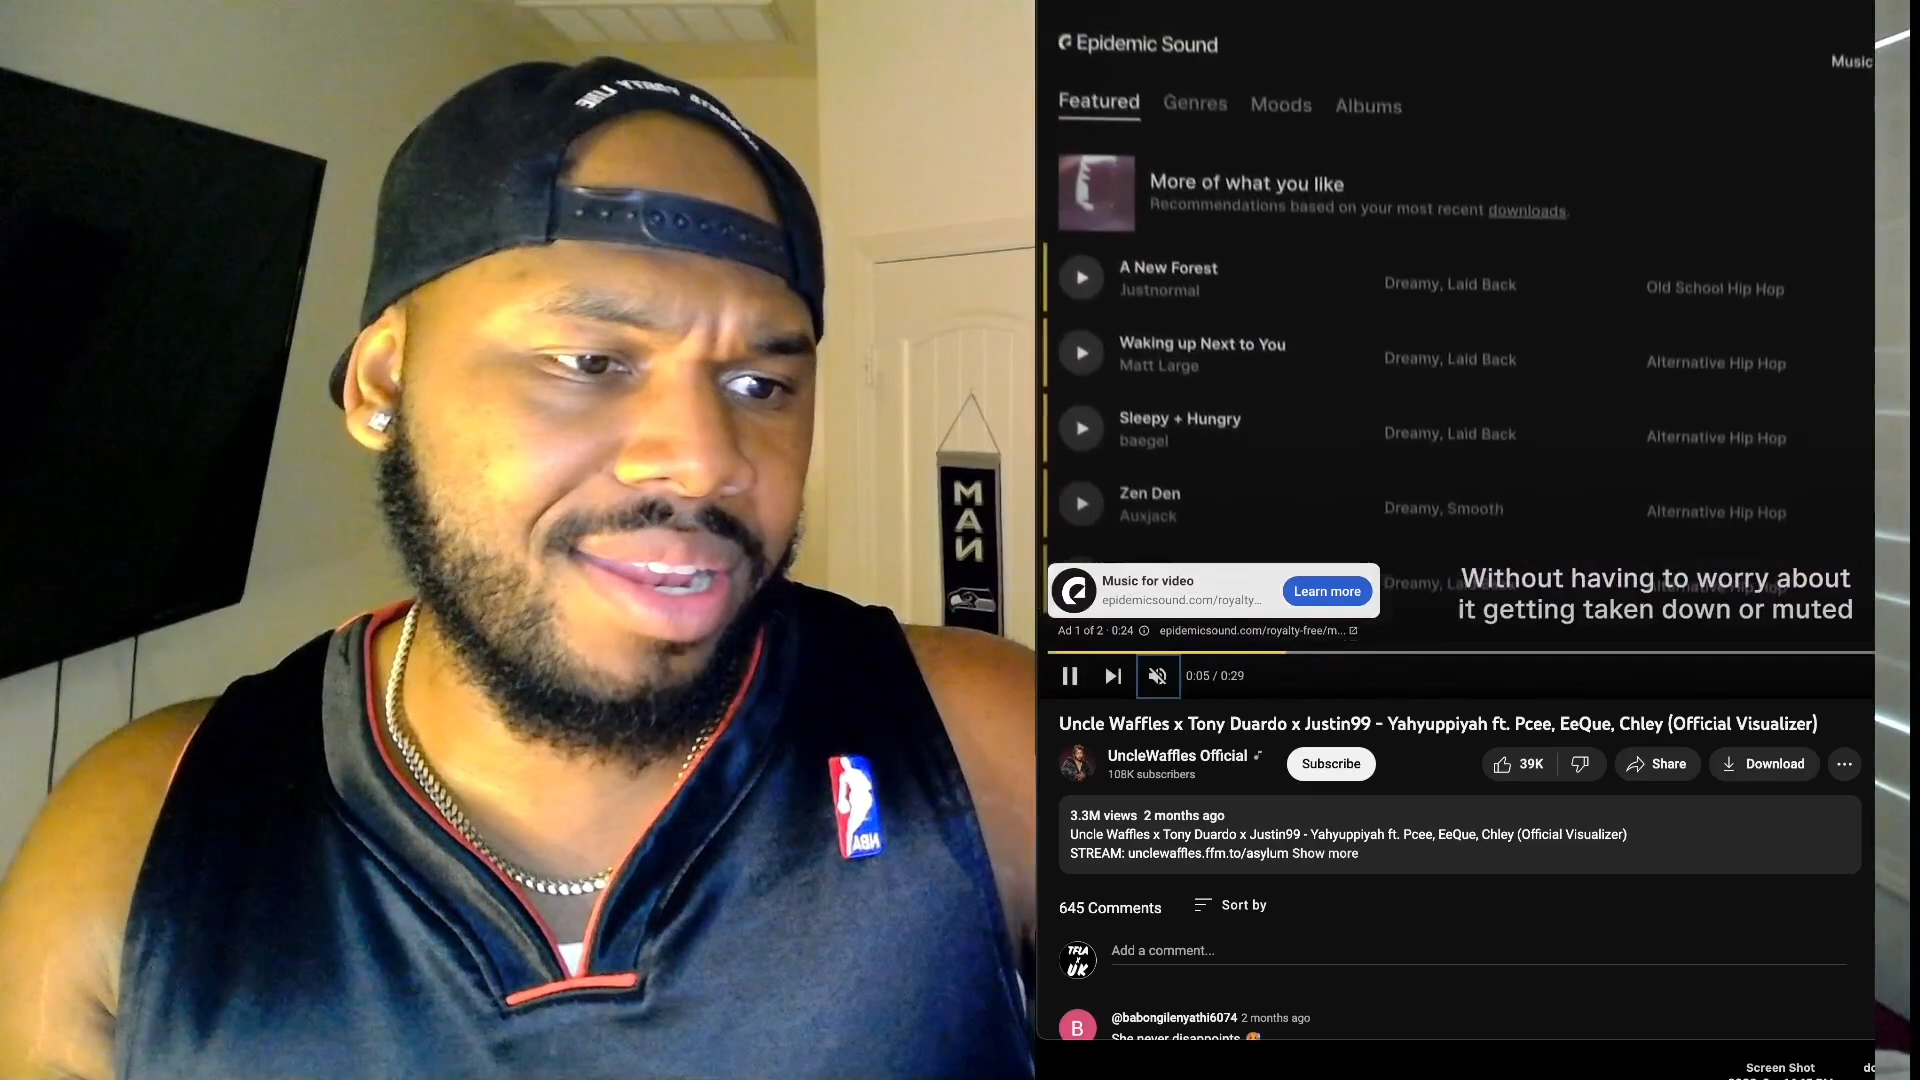 PARTY LIKE
MAN
NBA
Epidemic Sound
Music
Featured Genres Moods Albums
More of what you like
Recommendations based on your most recent downloads.
A New Forest
Justnormal
Dreamy, Laid Back
Old School Hip Hop
Waking up Next to You
Matt Large
Dreamy, Laid Back
Alternative Hip Hop
Sleepy + Hungry
baegel
Dreamy, Laid Back
Alternative Hip Hop
Zen Den
Auxjack
Dreamy, Smooth
Alternative Hip Hop
Music for video
epidemicsound.com/royalty...
Learn more
Without having to worry about
it getting taken down or muted
Ad 1 of 2 · 0:24 epidemicsound.com/royalty-free/m...
0:05 / 0:29
Uncle Waffles x Tony Duardo x Justin99 - Yahyuppiyah ft. Pcee, EeQue, Chley (Official Visualizer)
UncleWaffles Official
108K subscribers
Subscribe
39K
Share
Download
3.3M views 2 months ago
Uncle Waffles x Tony Duardo x Justin99 - Yahyuppiyah ft. Pcee, EeQue, Chley (Official Visualizer)
STREAM: unclewaffles.ffm.to/asylum Show more
645 Comments
Sort by
TFLA
x
UK
Add a comment...
B
@babongilenyathi6074 2 months ago
She never disappoints
Screen Shot